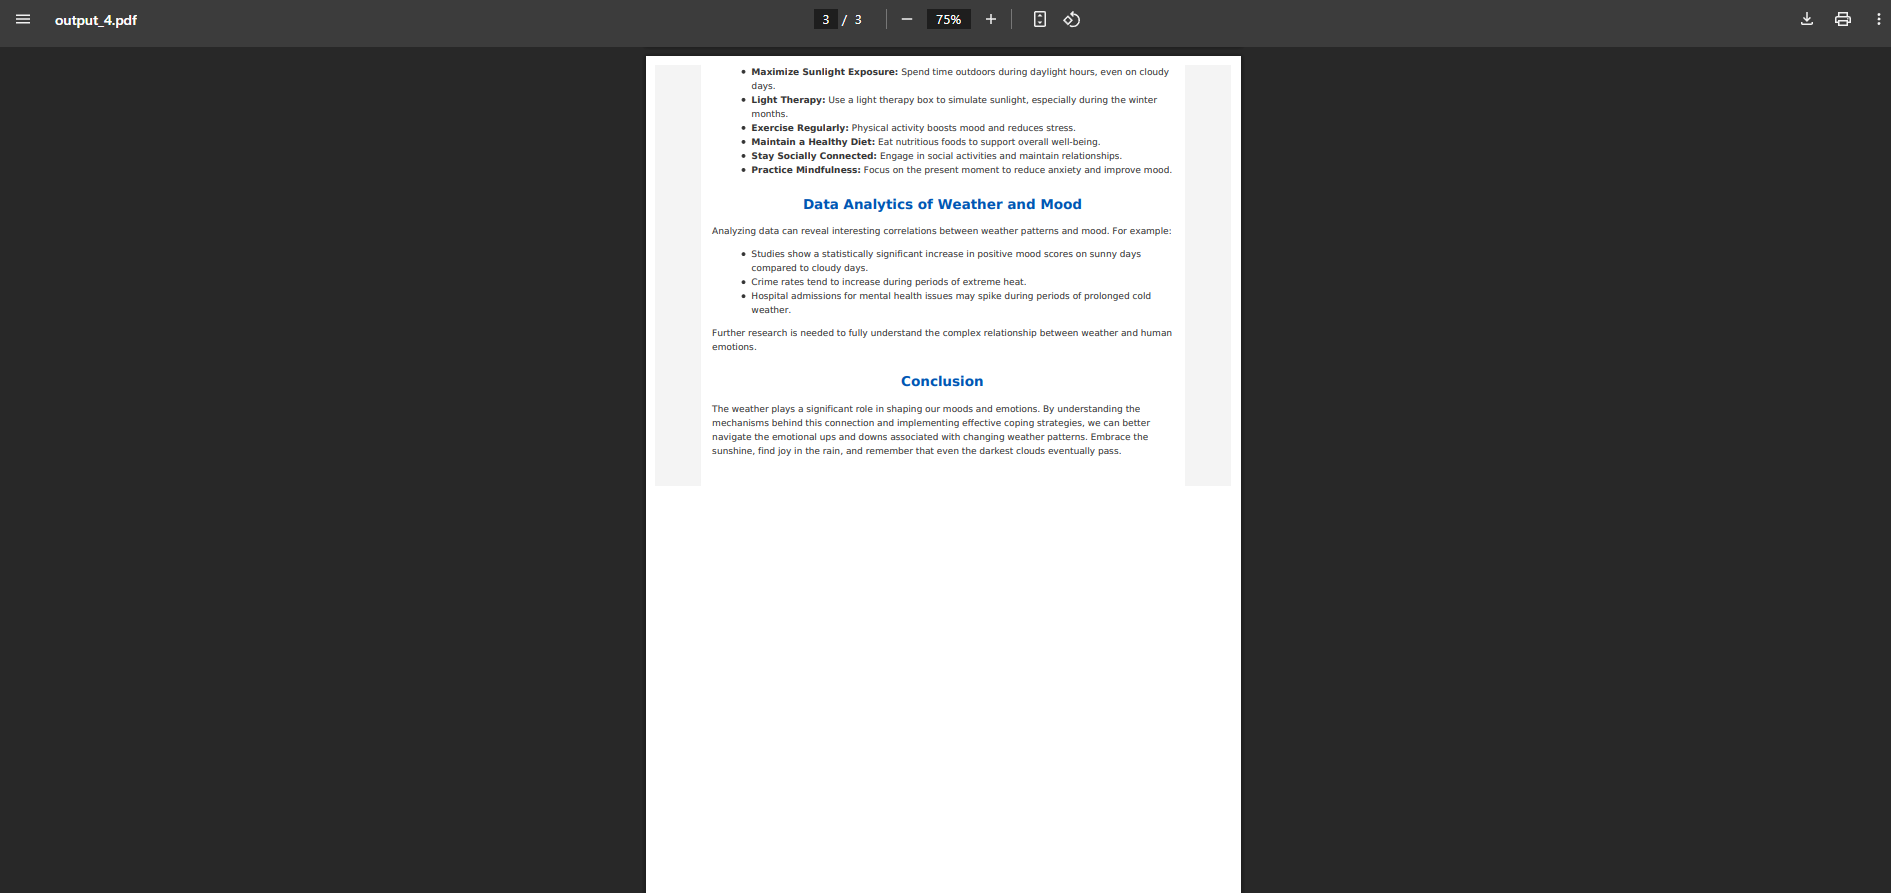 output_4.pdf
3 / 3
75%
• Maximize Sunlight Exposure: Spend time outdoors during daylight hours, even on cloudy
days.
• Light Therapy: Use a light therapy box to simulate sunlight, especially during the winter
months.
• Exercise Regularly: Physical activity boosts mood and reduces stress.
• Maintain a Healthy Diet: Eat nutritious foods to support overall well-being.
• Stay Socially Connected: Engage in social activities and maintain relationships.
• Practice Mindfulness: Focus on the present moment to reduce anxiety and improve mood.
Data Analytics of Weather and Mood
Analyzing data can reveal interesting correlations between weather patterns and mood. For example:
• Studies show a statistically significant increase in positive mood scores on sunny days
compared to cloudy days.
• Crime rates tend to increase during periods of extreme heat.
• Hospital admissions for mental health issues may spike during periods of prolonged cold
weather.
Further research is needed to fully understand the complex relationship between weather and human
emotions.
Conclusion
The weather plays a significant role in shaping our moods and emotions. By understanding the
mechanisms behind this connection and implementing effective coping strategies, we can better
navigate the emotional ups and downs associated with changing weather patterns. Embrace the
sunshine, find joy in the rain, and remember that even the darkest clouds eventually pass.